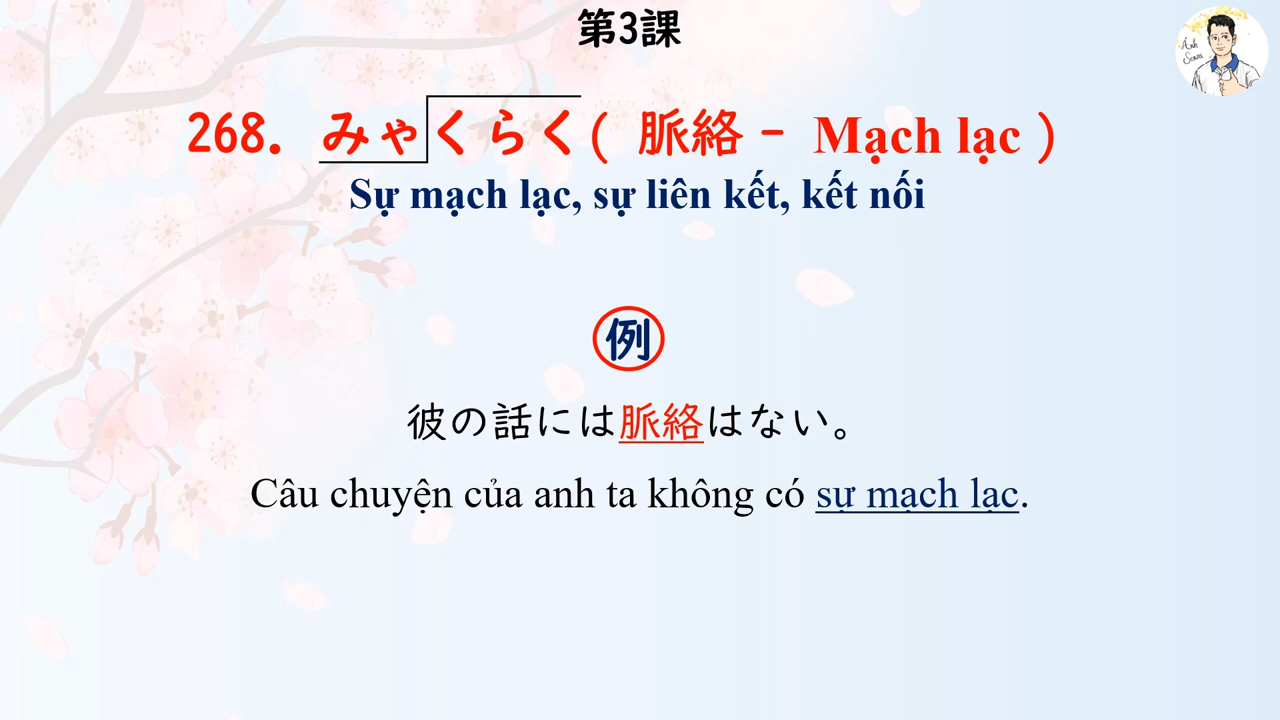 第3課
Anh
Sensei
268. みゃくらく( 脈絡 - Mạch lạc )
Sự mạch lạc, sự liên kết, kết nối
例
彼の話には脈絡はない。
Câu chuyện của anh ta không có sự mạch lạc.